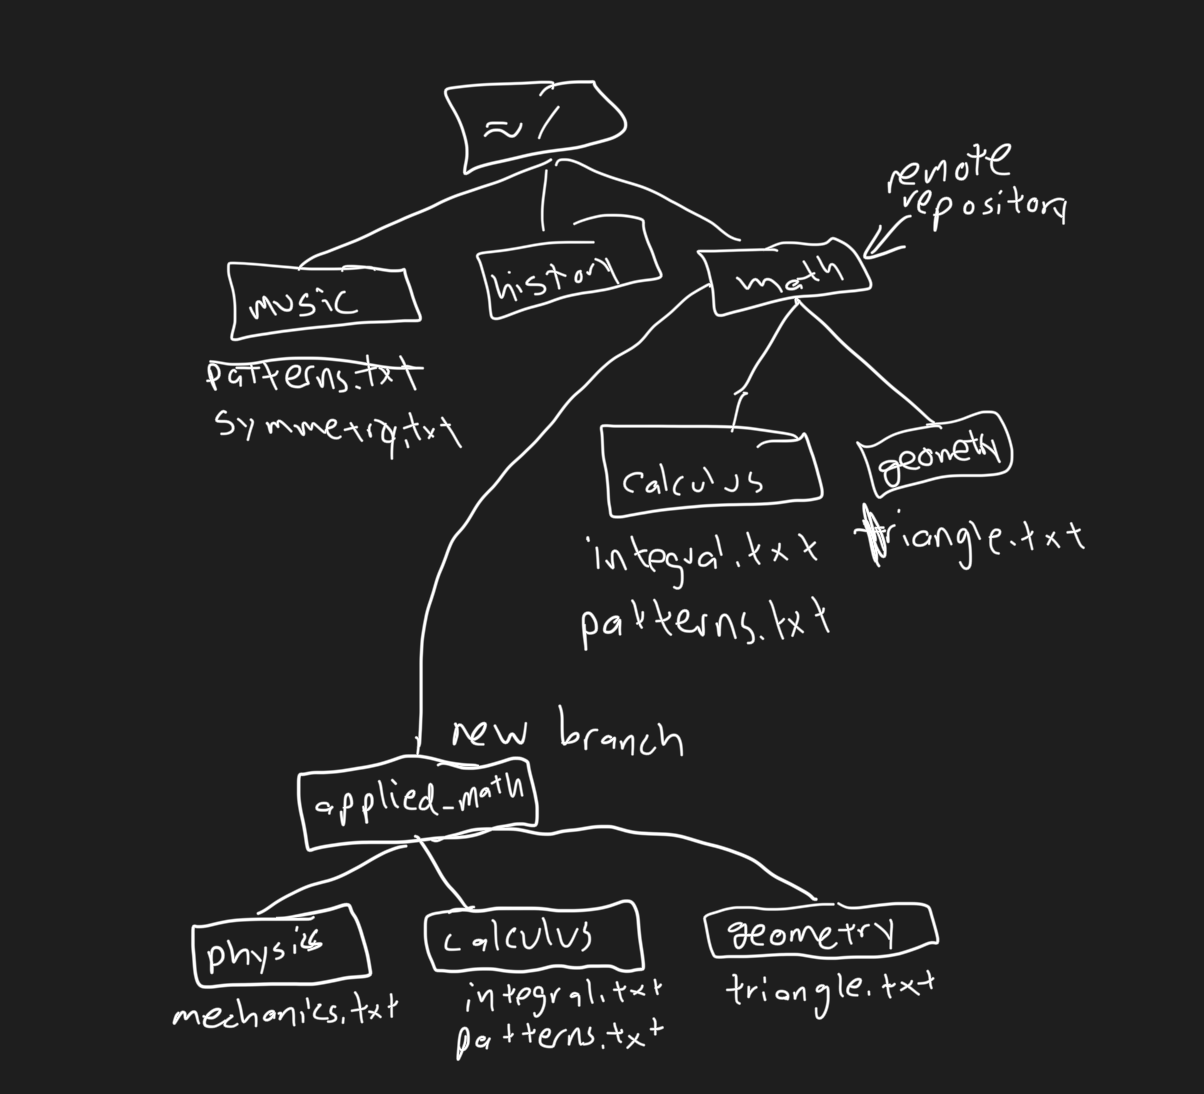 ≈/
remote
repository
music
history
math
patterns.txt
symmetry.txt
calculus
geometry
integral.txt
triangle.txt
patterns.txt
new branch
applied_math
physics
calculus
geometry
mechanics.txt
integral.txt
triangle.txt
patterns.txt